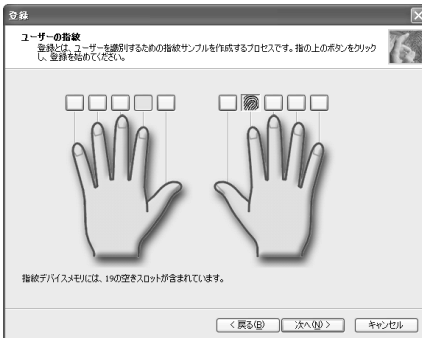 登録
ユーザーの指紋
登録とは、ユーザーを識別するための指紋サンプルを作成するプロセスです。指の上のボタンをクリック
し、登録を始めてください。
指紋デバイスメモリには、19の空きスロットが含まれています。
< 戻る(B)
次へ(N) >
キャンセル